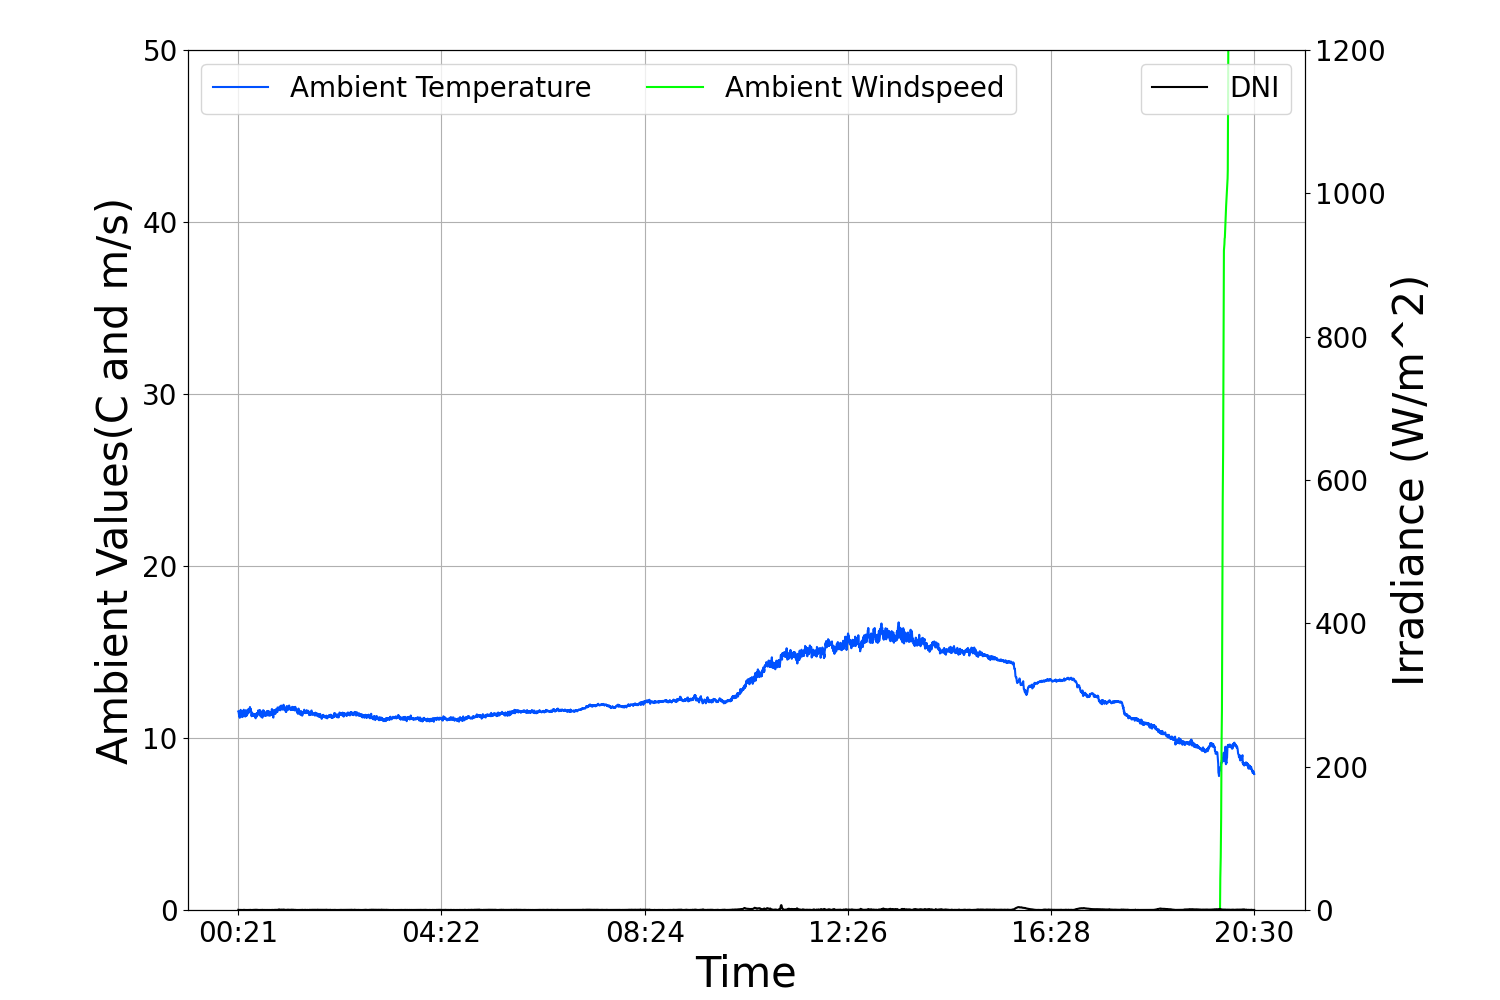 Ambient Temperature
Ambient Windspeed
DNI
Ambient Values(C and m/s)
50
40
30
20
10
0
1200
1000
800
600
400
200
0
Irradiance (W/m^2)
00:21 04:22 08:24 12:26 16:28 20:30
Time